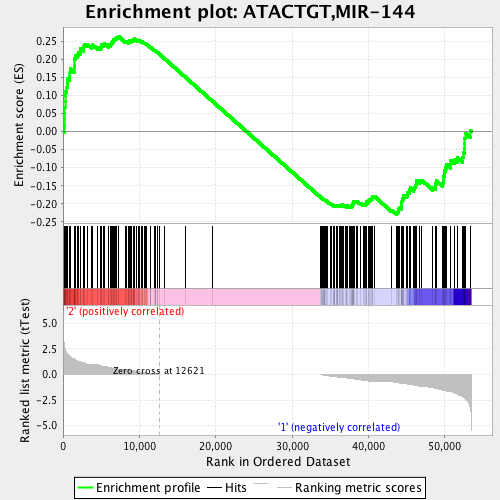 Enrichment plot: ATACTGT,MIR-144
Enrichment score (ES)
0.25
0.20
0.15
0.10
0.05
0.00
-0.05
-0.10
-0.15
-0.20
-0.25
'2' (positively correlated)
Zero cross at 12621
'1' (negatively correlated)
Ranked list metric (tTest)
5.0
2.5
0.0
-2.5
-5.0
0
10,000
20,000
30,000
40,000
50,000
Rank in Ordered Dataset
Enrichment profile
Hits
Ranking metric scores